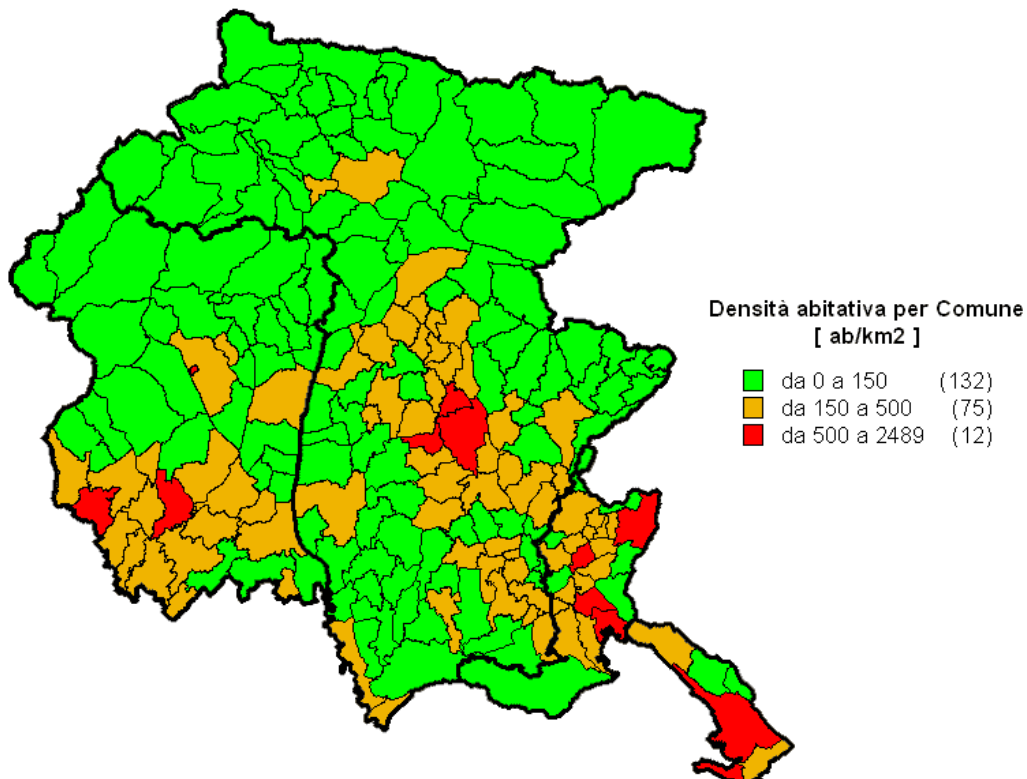 Densità abitativa per Comune
[ ab/km2 ]
da 0 a 150 (132)
da 150 a 500 (75)
da 500 a 2489 (12)